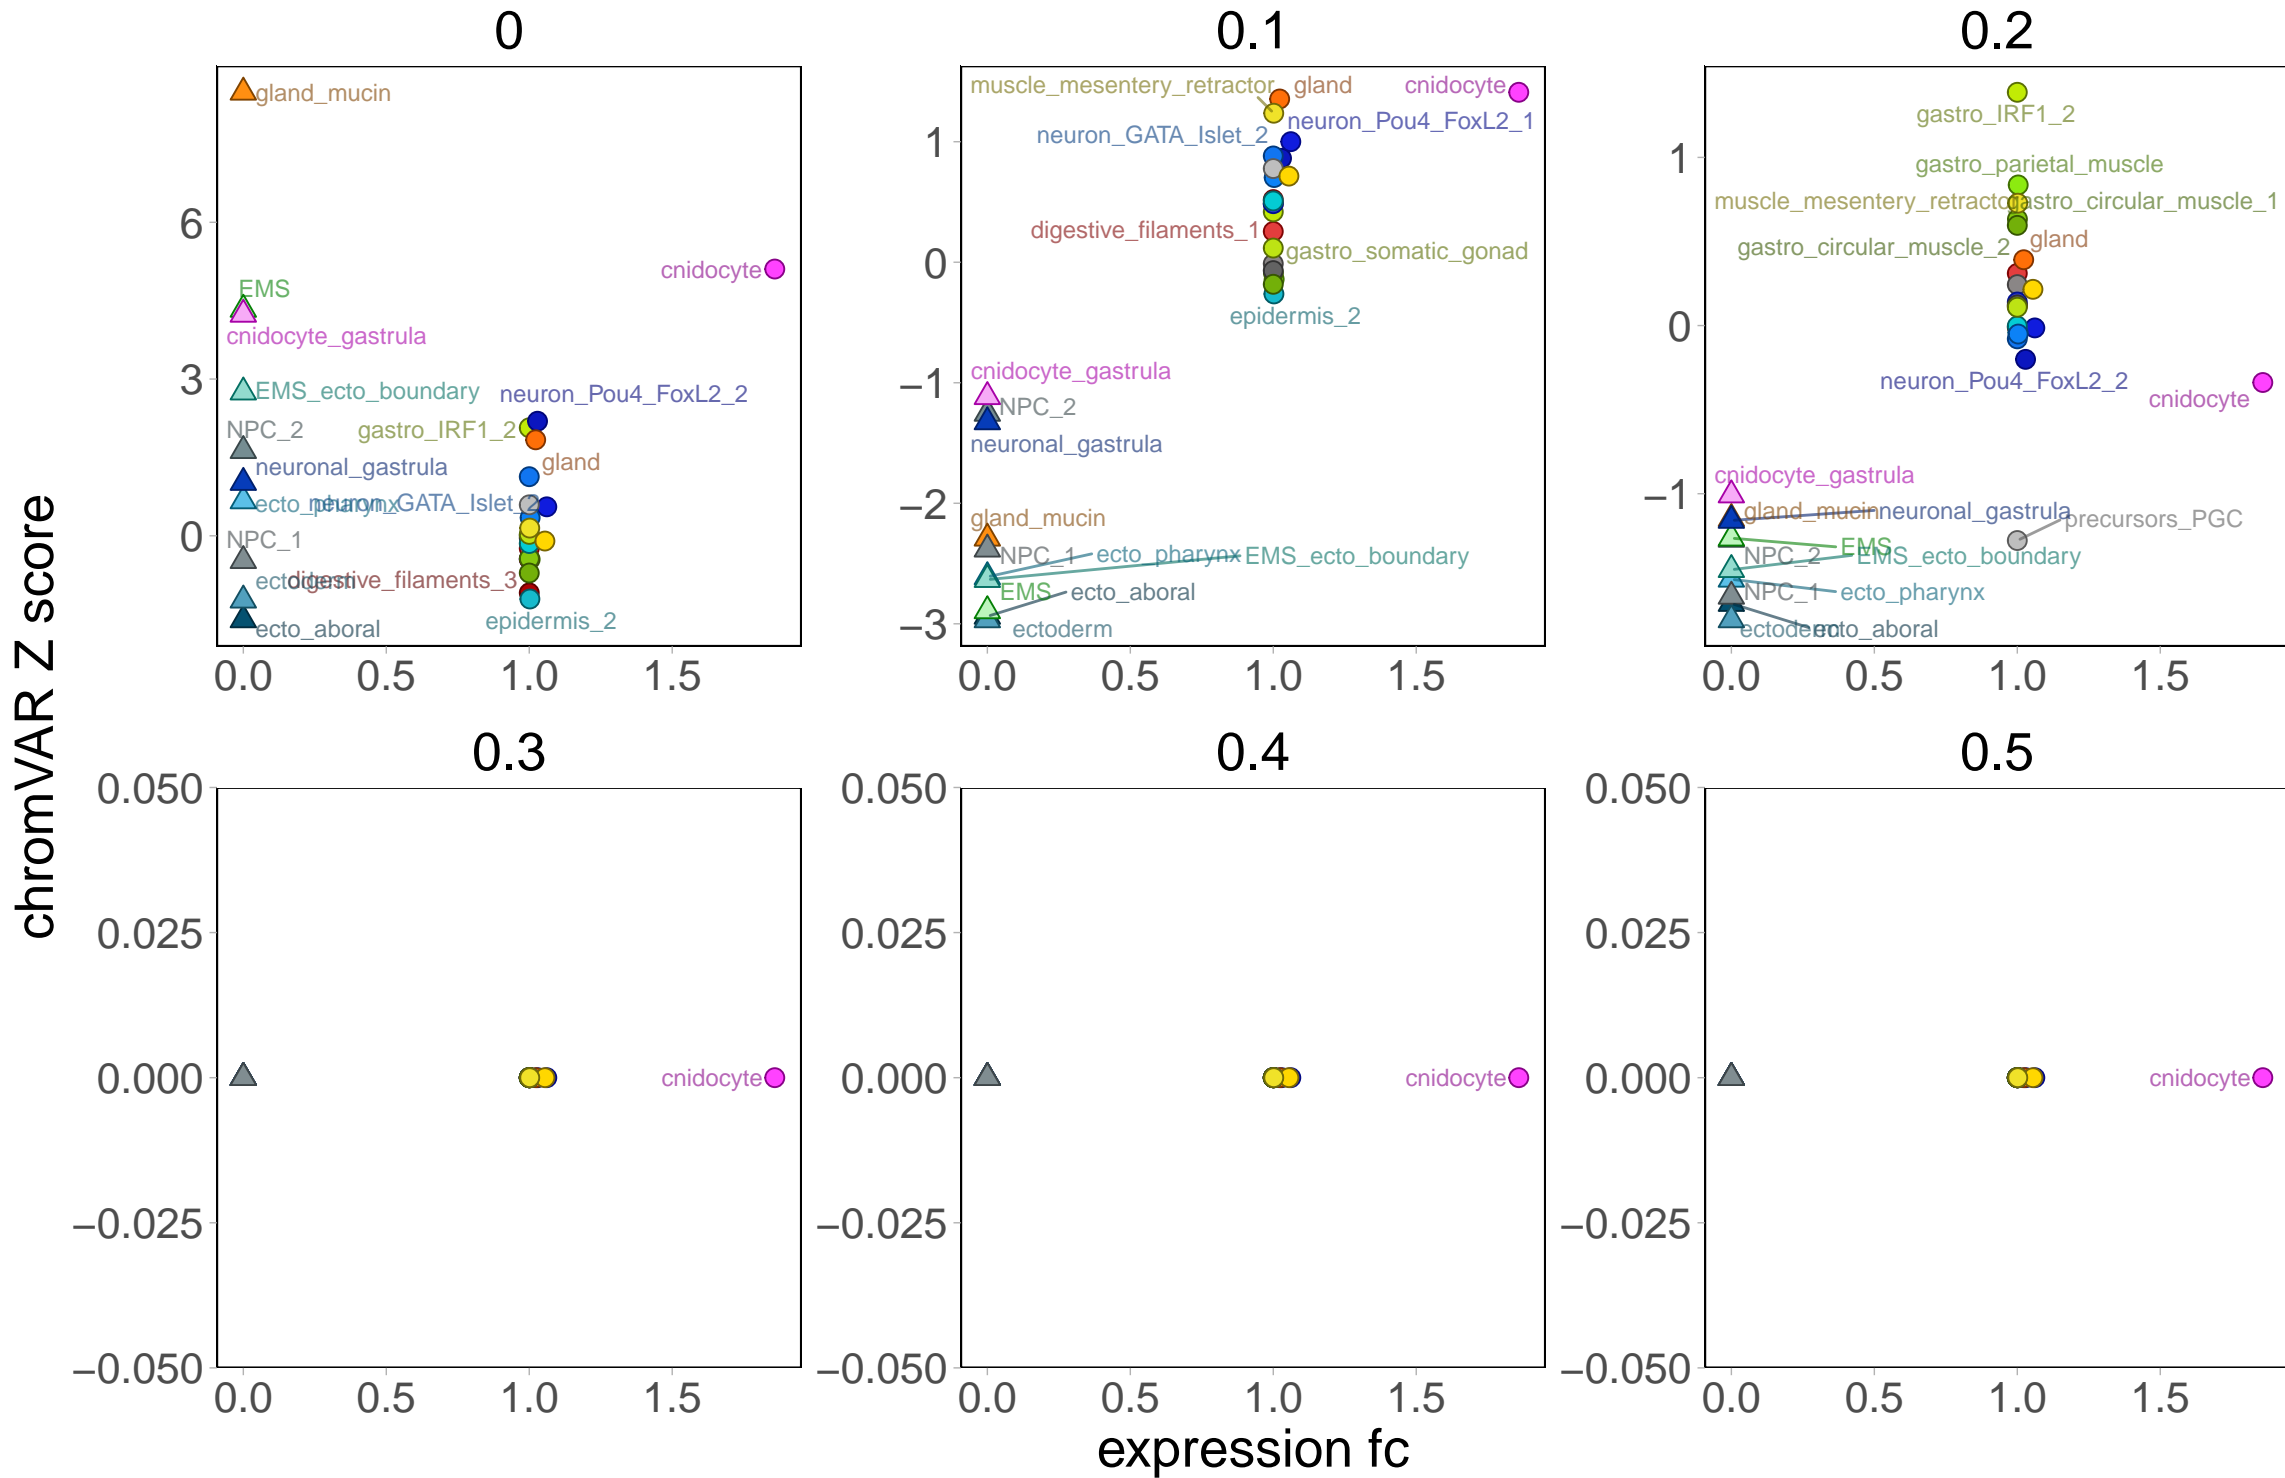 0
0.1
0.2
chromVAR Z score
6
3
0
gland_mucin
cnidocyte
EMS
cnidocyte_gastrula
EMS_ecto_boundary
neuron_Pou4_FoxL2_2
NPC_2
gastro_IRF1_2
neuronal_gastrula
gland
ecto_pharynx
neuron_GATA_Islet_2
NPC_1
ectoderm
digestive_filaments_3
ecto_aboral
epidermis_2
0.0 0.5 1.0 1.5
1
0
−1
−2
−3
muscle_mesentery_retractor
gland
cnidocyte
neuron_GATA_Islet_2
neuron_Pou4_FoxL2_1
digestive_filaments_1
gastro_somatic_gonad
epidermis_2
cnidocyte_gastrula
NPC_2
neuronal_gastrula
gland_mucin
NPC_1
ecto_pharynx
EMS_ecto_boundary
EMS
ecto_aboral
ectoderm
0.0 0.5 1.0 1.5
1
0
−1
gastro_IRF1_2
gastro_parietal_muscle
muscle_mesentery_retractor
gastro_circular_muscle_1
gastro_circular_muscle_2
gland
neuron_Pou4_FoxL2_2
cnidocyte
cnidocyte_gastrula
gland_mucin
neuronal_gastrula
precursors_PGC
EMS
NPC_2
EMS_ecto_boundary
NPC_1
ecto_pharynx
ectoderm
ecto_aboral
0.0 0.5 1.0 1.5
0.3
0.4
0.5
0.050
0.025
0.000
−0.025
−0.050
cnidocyte
0.0 0.5 1.0 1.5
0.050
0.025
0.000
−0.025
−0.050
cnidocyte
0.0 0.5 1.0 1.5
0.050
0.025
0.000
−0.025
−0.050
cnidocyte
0.0 0.5 1.0 1.5
expression fc